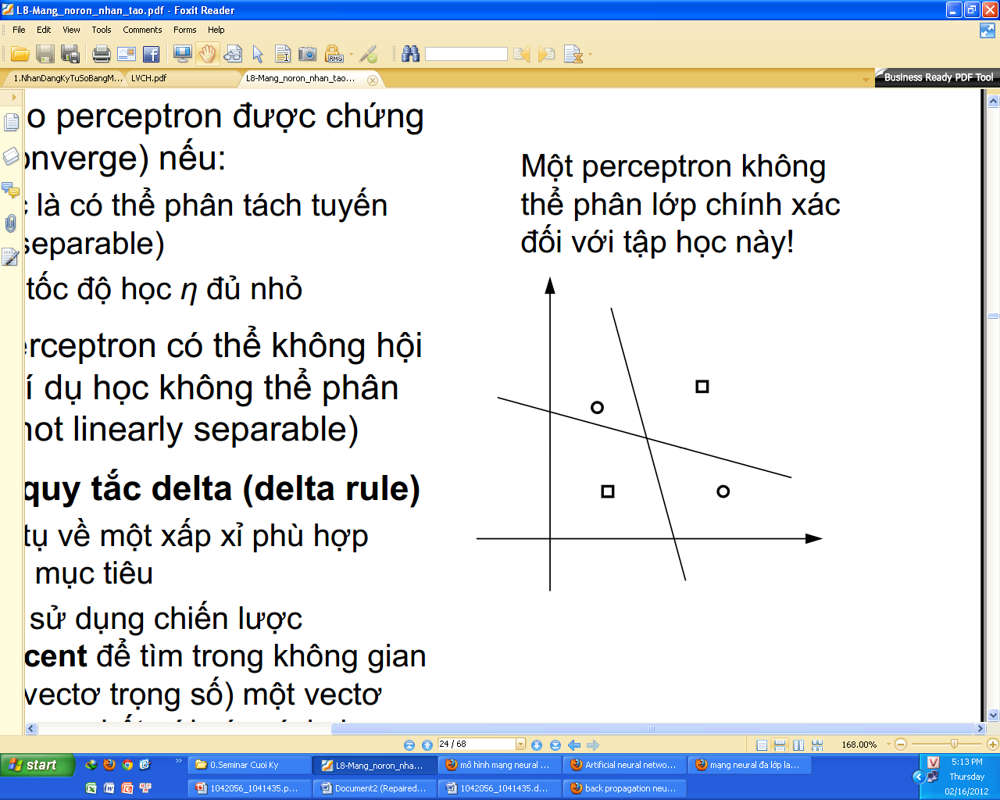 L8-Mang_noron_nhan_tao.pdf - Foxit Reader
File Edit View Tools Comments Forms Help
RMS
1.NhanDangKyTuSoBangM... LVCH.pdf L8-Mang_noron_nhan_tao... Business Ready PDF Tool
o perceptron được chứng
onverge) nếu:
là có thể phân tách tuyến
separable)
tốc độ học η đủ nhỏ
erceptron có thể không hội
í dụ học không thể phân
not linearly separable)
quy tắc delta (delta rule)
tụ về một xấp xỉ phù hợp
mục tiêu
sử dụng chiến lược
cent để tìm trong không gian
vectơ trọng số) một vectơ
Một perceptron không
thể phân lớp chính xác
đối với tập học này!
24 / 68
168.00%
start
0.Seminar Cuoi Ky L8-Mang_noron_nha... mô hình mạng neural ... Artificial neural netwo... mạng neural đa lớp la...
1042056_1041435.p... Document2 (Repaired... 1042056_1041435.d... back propagation neu...
5:13 PM
Thursday
02/16/2012